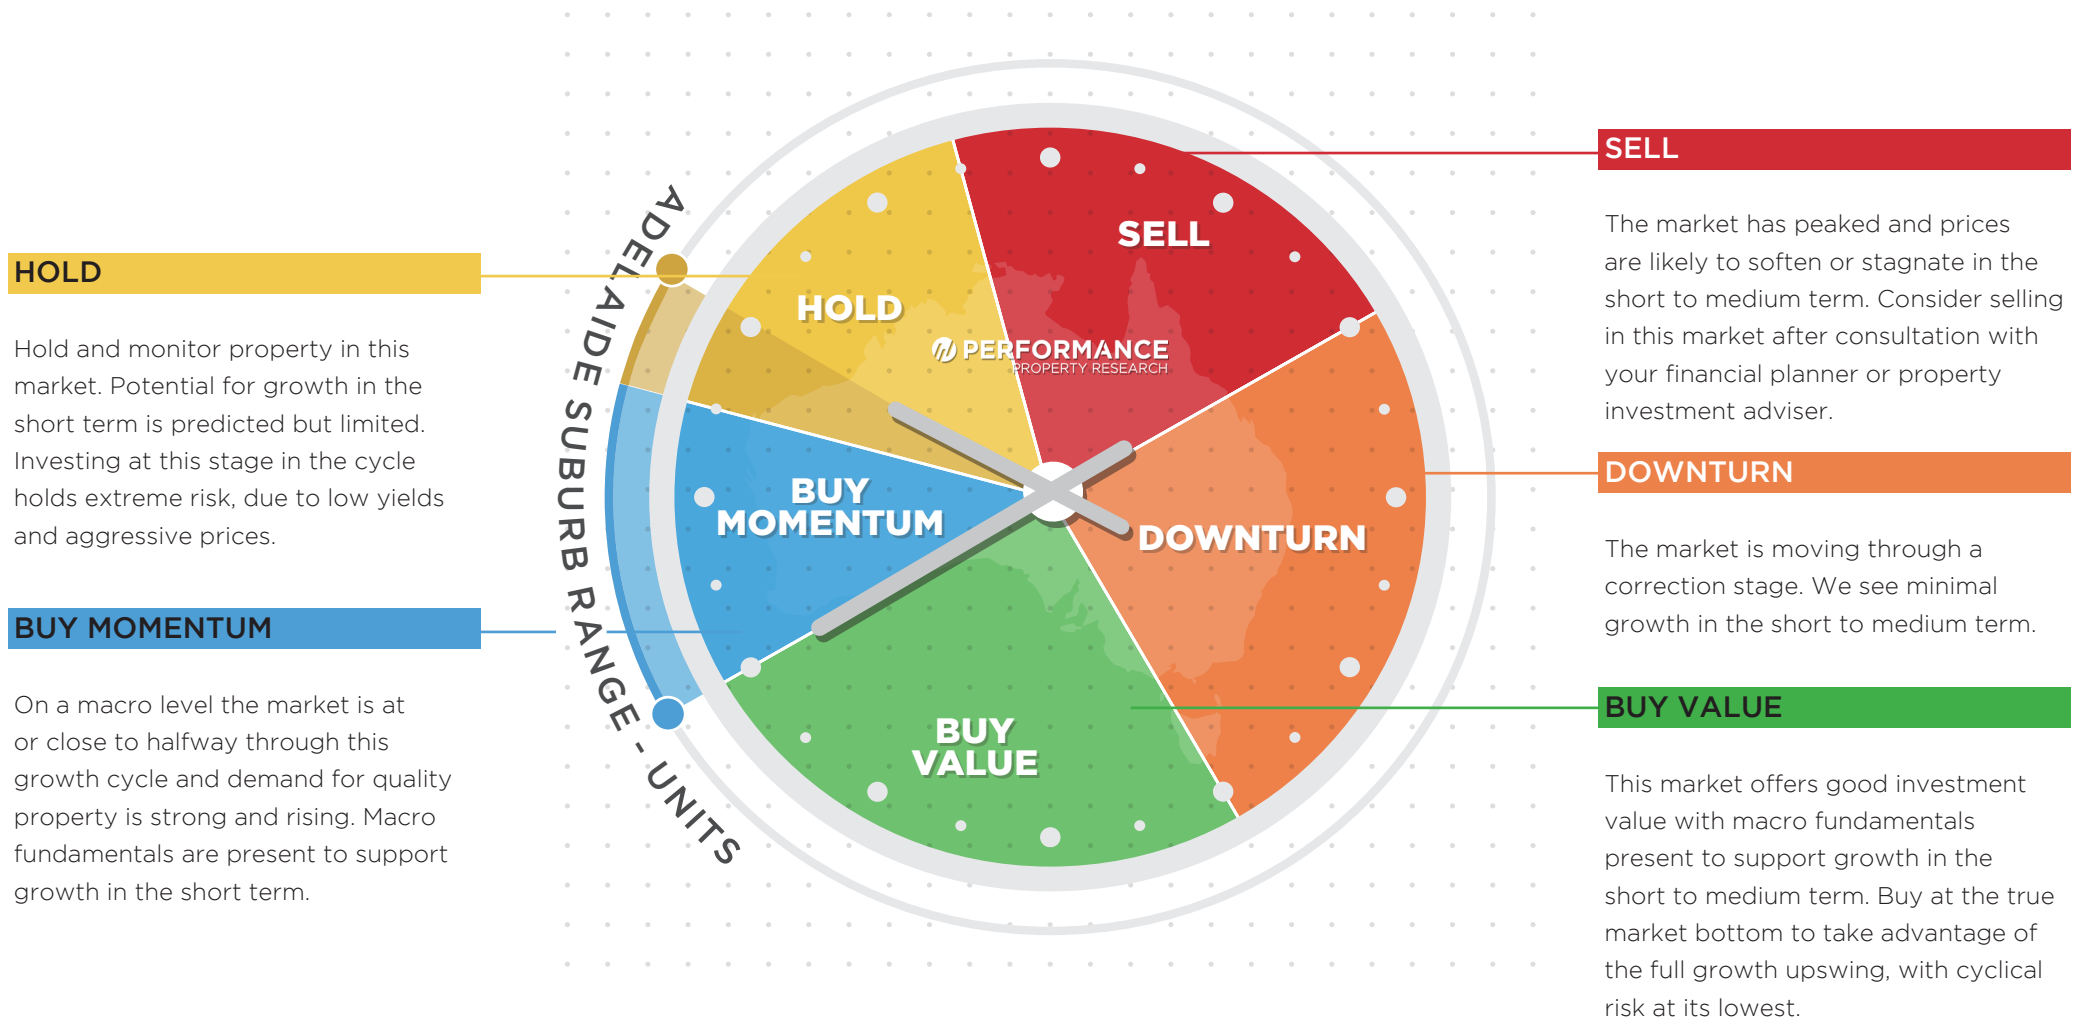 HOLD
Hold and monitor property in this
market. Potential for growth in the
short term is predicted but limited.
Investing at this stage in the cycle
holds extreme risk, due to low yields
and aggressive prices.
BUY MOMENTUM
On a macro level the market is at
or close to halfway through this
growth cycle and demand for quality
property is strong and rising. Macro
fundamentals are present to support
growth in the short term.
ADELAIDE SUBURB RANGE - UNITS
SELL
HOLD
PERFORMANCE
PROPERTY RESEARCH
BUY
MOMENTUM
DOWNTURN
BUY
VALUE
SELL
The market has peaked and prices
are likely to soften or stagnate in the
short to medium term. Consider selling
in this market after consultation with
your financial planner or property
investment adviser.
DOWNTURN
The market is moving through a
correction stage. We see minimal
growth in the short to medium term.
BUY VALUE
This market offers good investment
value with macro fundamentals
present to support growth in the
short to medium term. Buy at the true
market bottom to take advantage of
the full growth upswing, with cyclical
risk at its lowest.